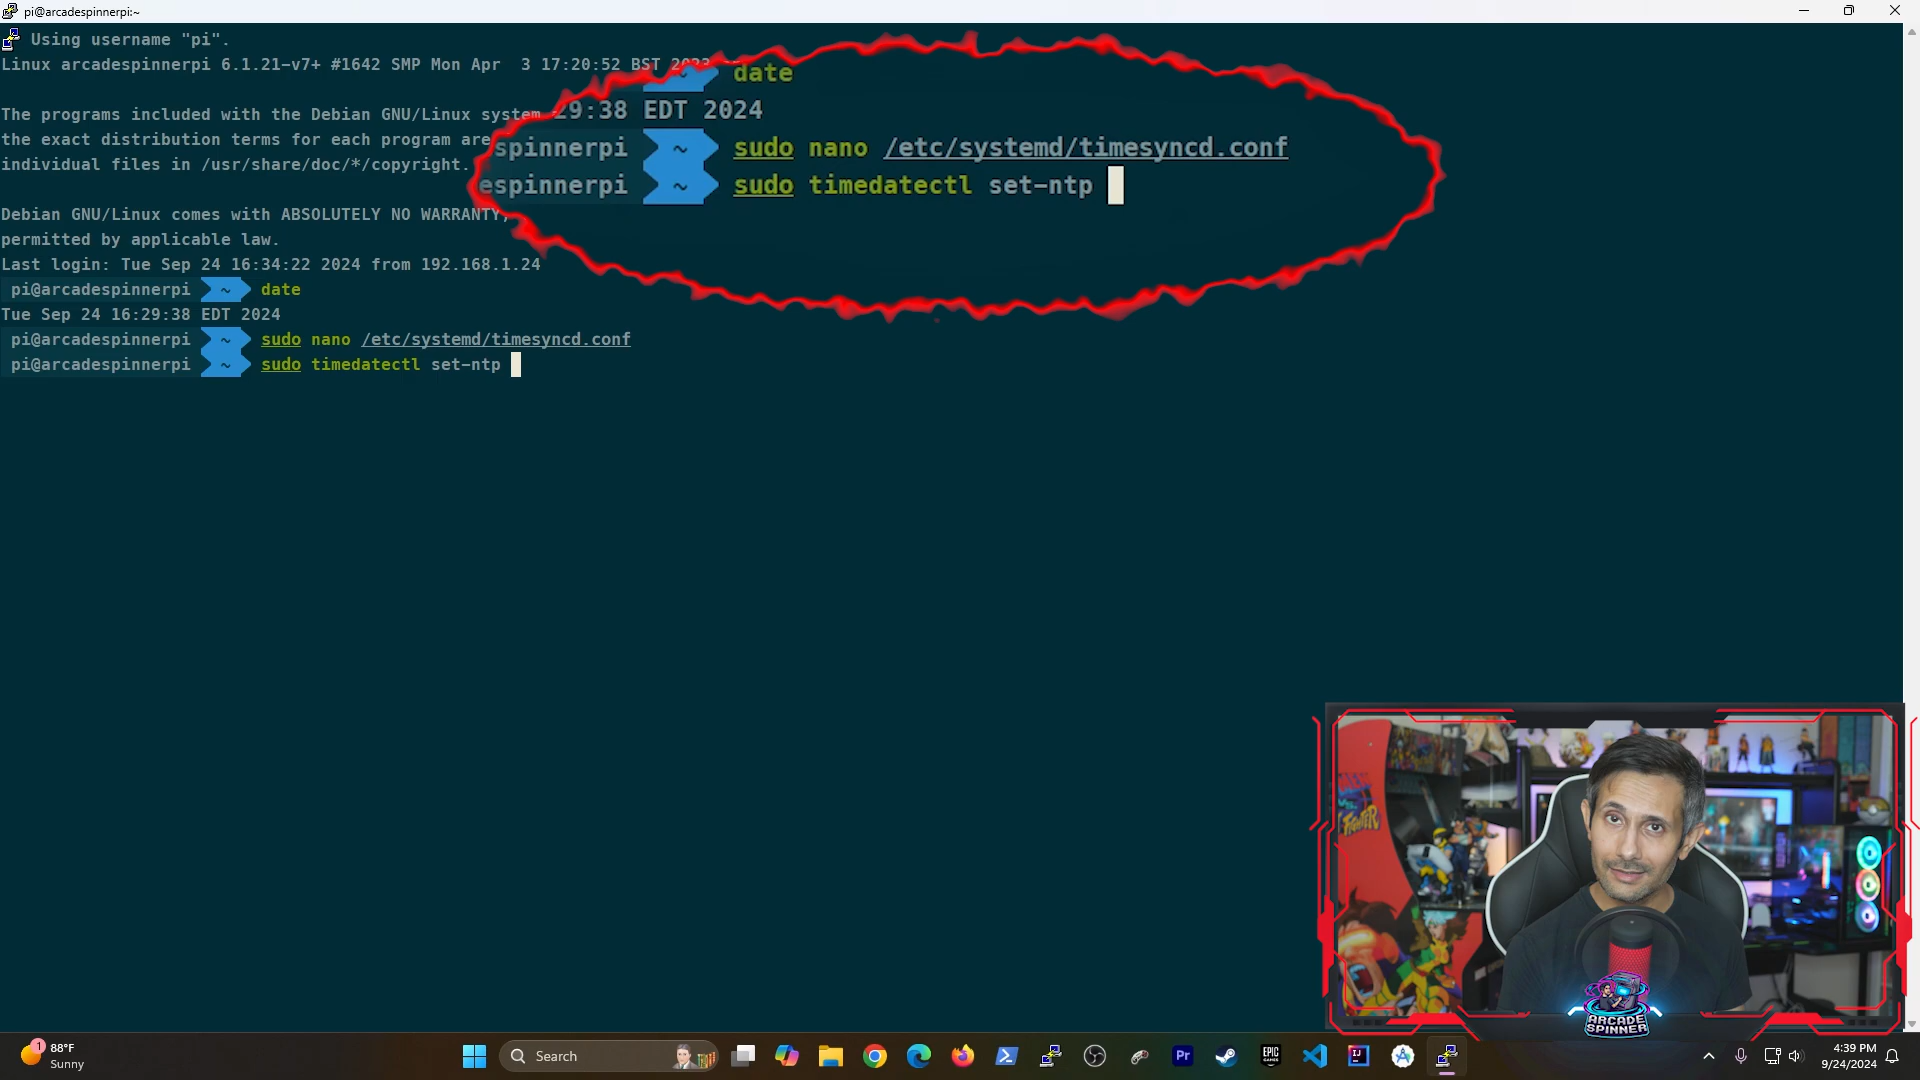 pi@arcadespinnerpi:~
Using username "pi".
Linux arcadespinnerpi 6.1.21-v7+ #1642 SMP Mon Apr  3 17:20:52 BST
The programs included with the Debian GNU/Linux system
the exact distribution terms for each program are
individual files in /usr/share/doc/*/copyright.
Debian GNU/Linux comes with ABSOLUTELY NO WARRANTY,
permitted by applicable law.
Last login: Tue Sep 24 16:34:22 2024 from 192.168.1.24
pi@arcadespinnerpi ~ date
Tue Sep 24 16:29:38 EDT 2024
pi@arcadespinnerpi ~ sudo nano /etc/systemd/timesyncd.conf
pi@arcadespinnerpi ~ sudo timedatectl set-ntp
~ date
29:38 EDT 2024
spinnerpi ~ sudo nano /etc/systemd/timesyncd.conf
espinnerpi ~ sudo timedatectl set-ntp
FIGHTER
ARCADE
SPINNER
1
88°F
Sunny
Search
Pr
EPIC
GAMES
IJ
4:39 PM
9/24/2024